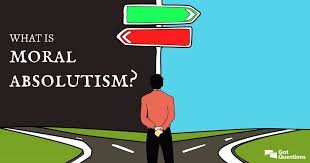 WHAT IS
MORAL
ABSOLUTISM?
Got
Questions